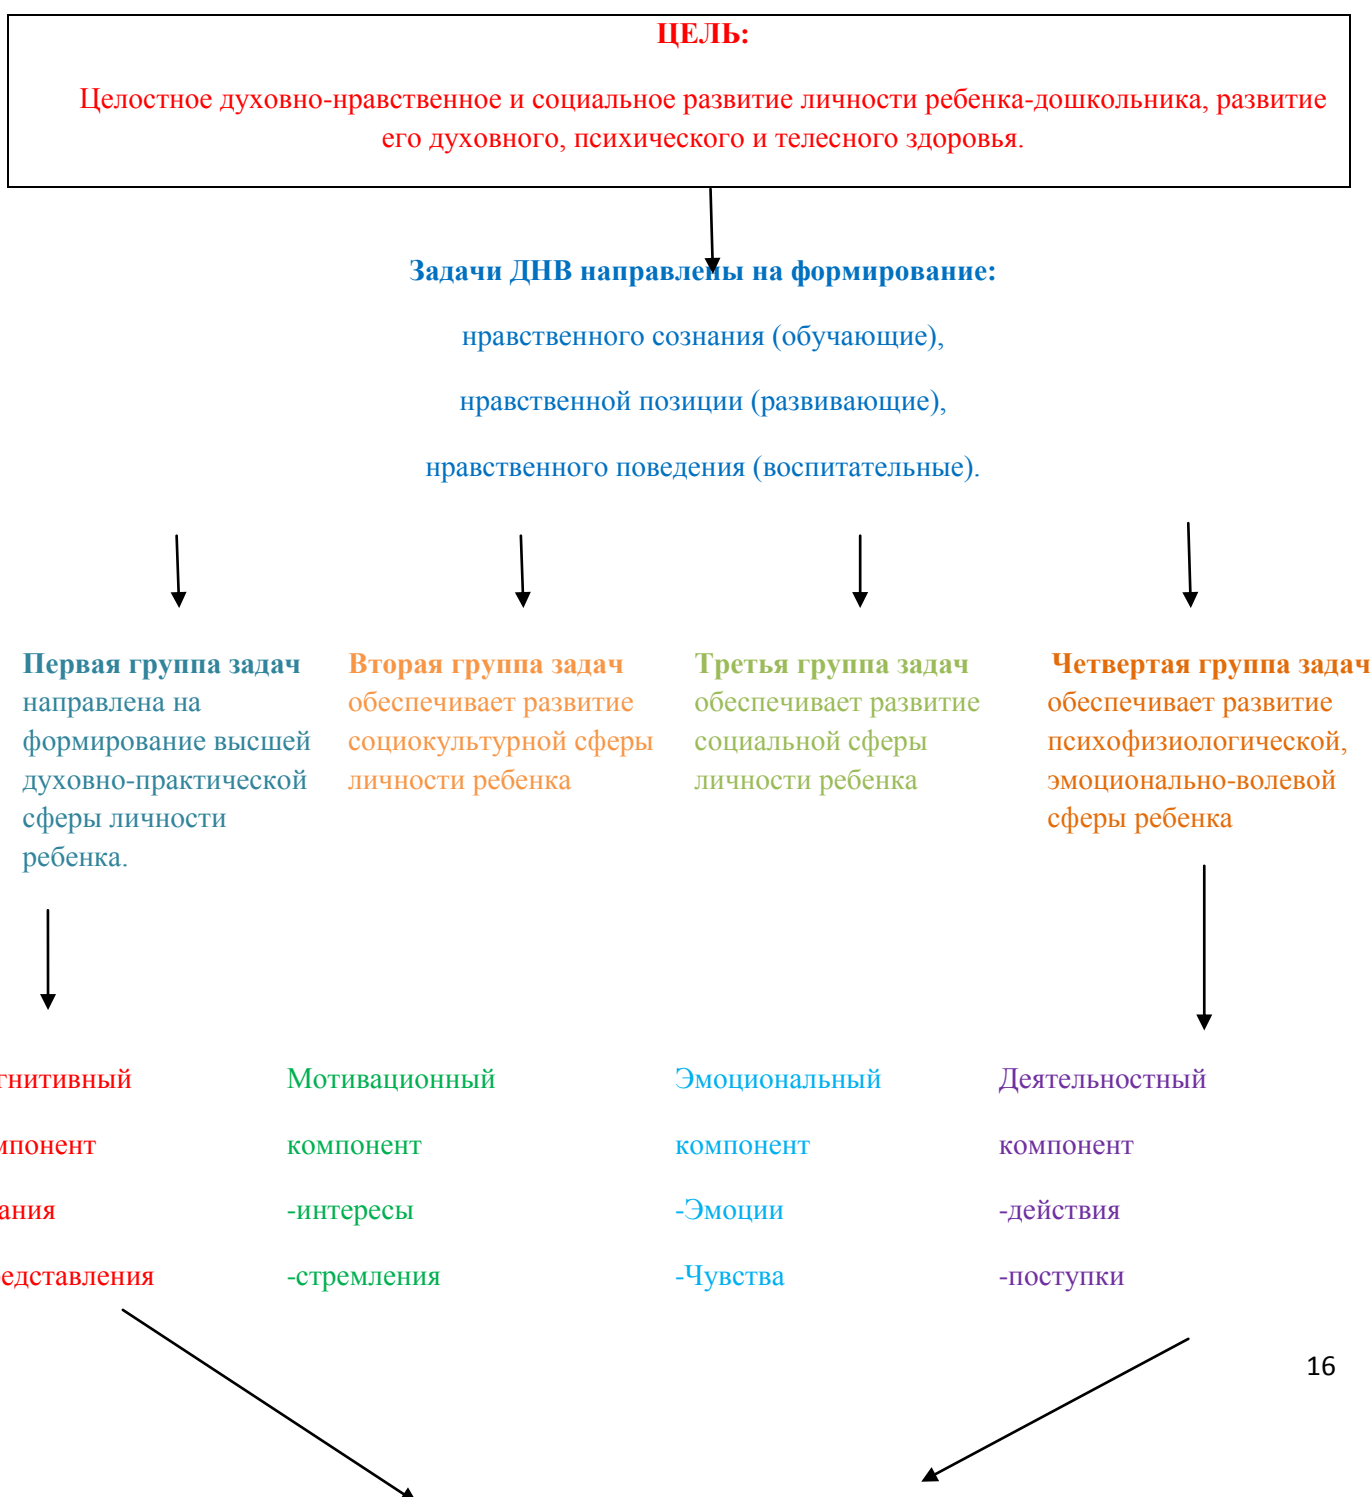 ЦЕЛЬ:
Целостное духовно-нравственное и социальное развитие личности ребенка-дошкольника, развитие
его духовного, психического и телесного здоровья.
Задачи ДНВ направлены на формирование:
нравственного сознания (обучающие),
нравственной позиции (развивающие),
нравственного поведения (воспитательные).
Первая группа задач
направлена на
формирование высшей
духовно-практической
сферы личности
ребенка.
Вторая группа задач
обеспечивает развитие
социокультурной сферы
личности ребенка
Третья группа задач
обеспечивает развитие
социальной сферы
личности ребенка
Четвертая группа задач
обеспечивает развитие
психофизиологической,
эмоционально-волевой
сферы ребенка
гнитивный
мпонент
ания
едставления
Мотивационный
компонент
-интересы
-стремления
Эмоциональный
компонент
-Эмоции
-Чувства
Деятельностный
компонент
-действия
-поступки
16